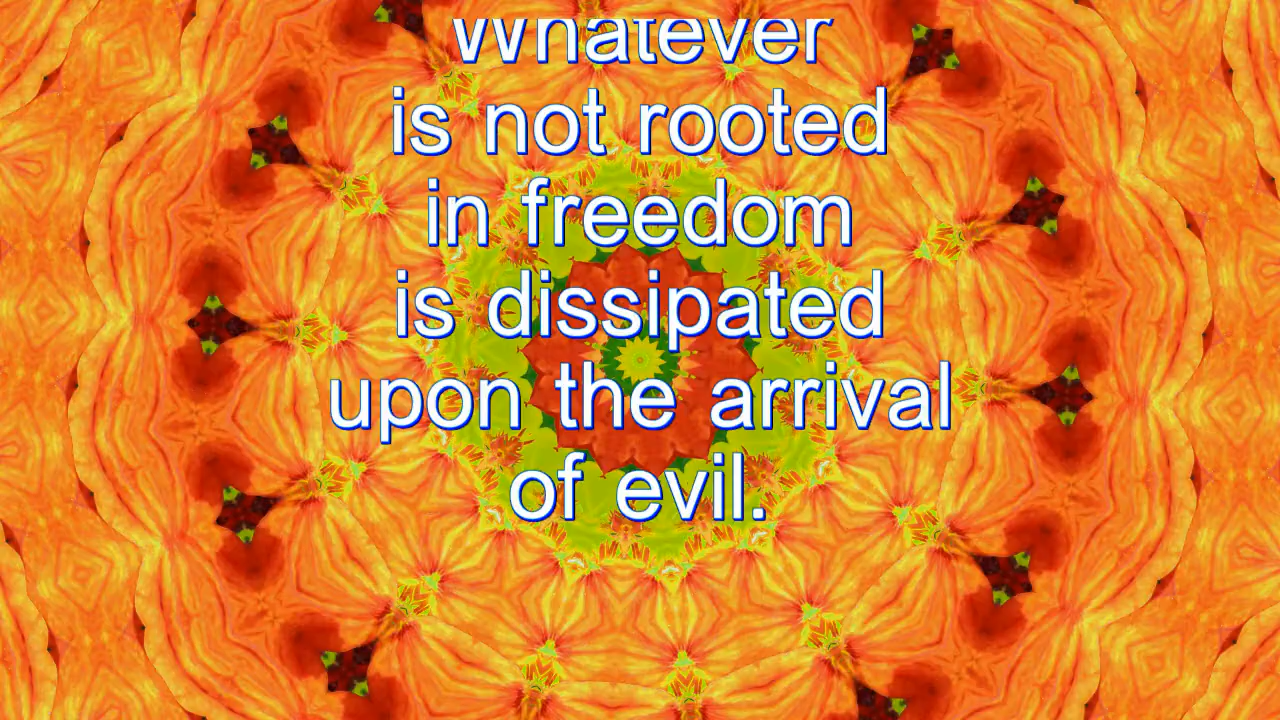 Whatever
is not rooted
in freedom
is dissipated
upon the arrival
of evil.